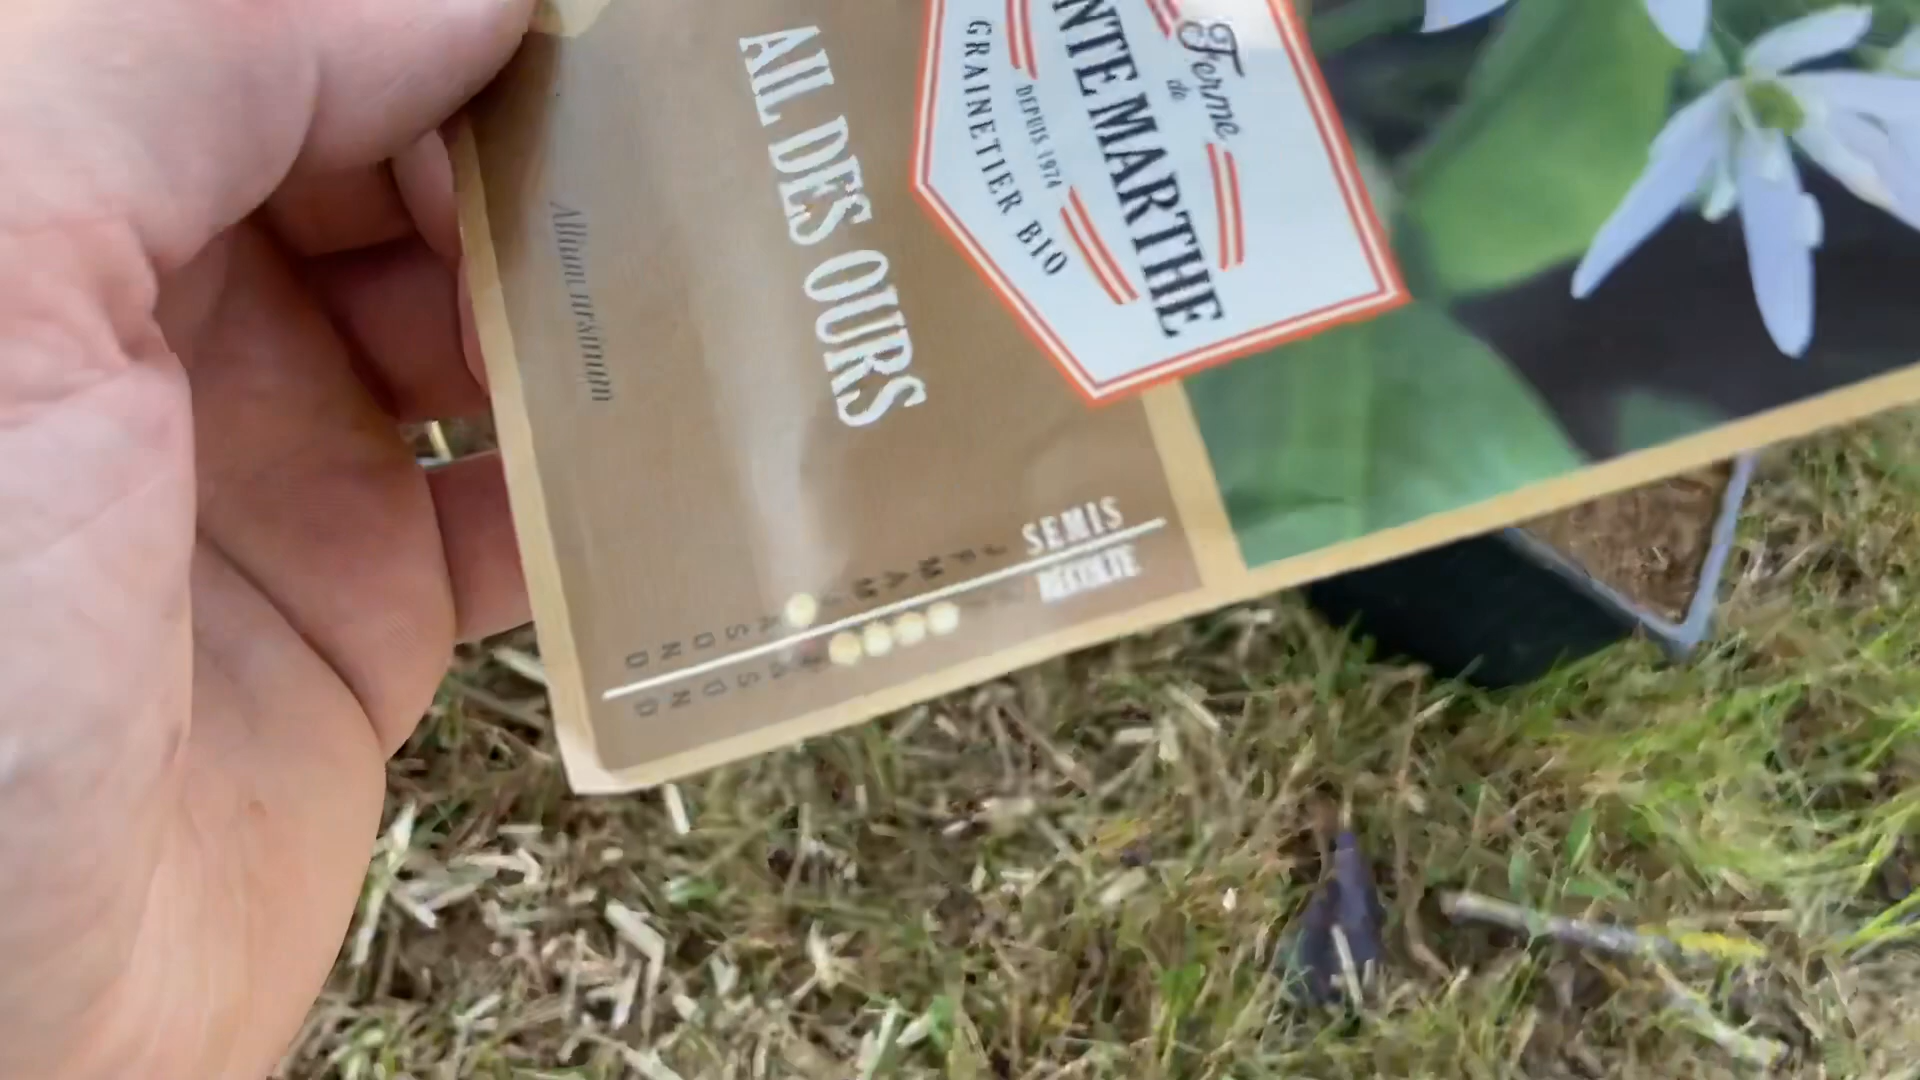 Ferme
de
NTE MARTHE
DEPUIS 1974
GRAINETIER BIO
AIL DES OURS
Allium ursinum
SEMIS
J F M A M J A S O N D
RÉCOLTE
A S O N D